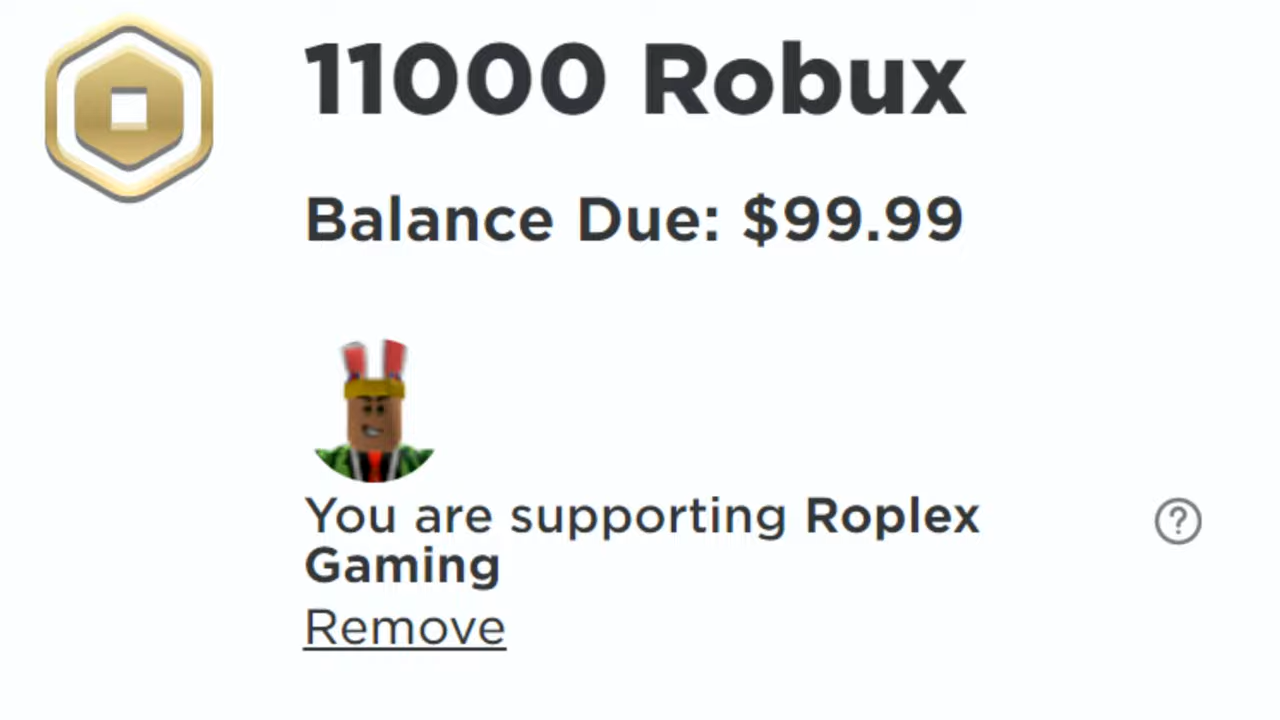 11000 Robux
Balance Due: $99.99
You are supporting Roplex
Gaming
Remove
?